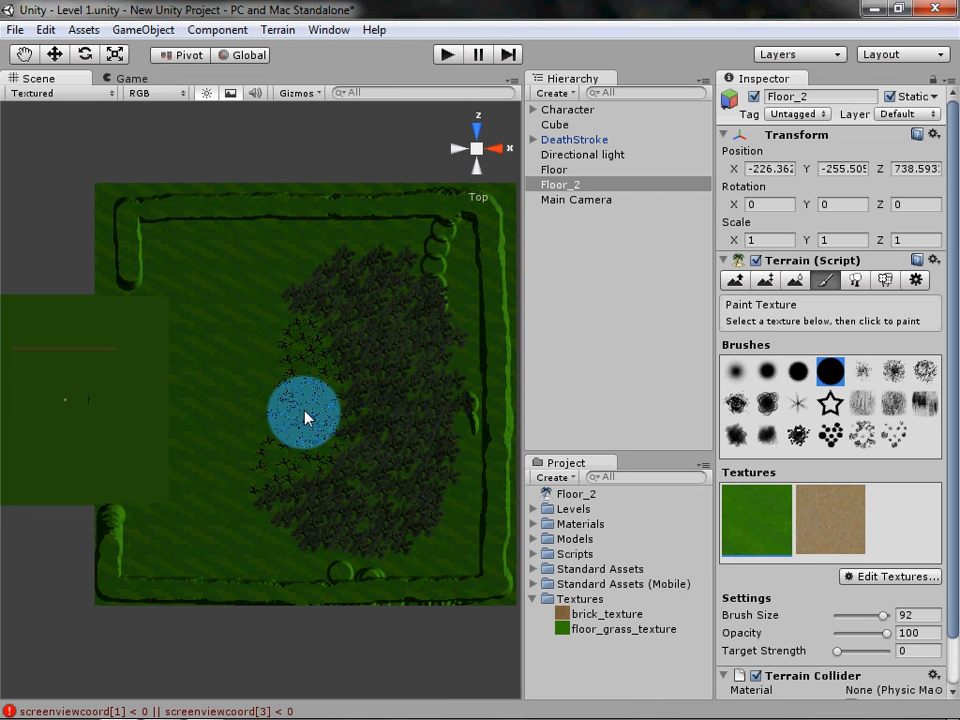 Unity - Level 1.unity - New Unity Project - PC and Mac Standalone*
File Edit Assets GameObject Component Terrain Window Help
Pivot Global Layers Layout
Scene Game
Textured RGB Gizmos All
z
x
Top
Hierarchy
Create All
Character
Cube
DeathStroke
Directional light
Floor
Floor_2
Main Camera
Project
Create All
Floor_2
Levels
Materials
Models
Scripts
Standard Assets
Standard Assets (Mobile)
Textures
brick_texture
floor_grass_texture
Inspector
Floor_2 Static
Tag Untagged Layer Default
Transform
Position
X -226.362 Y -255.505 Z 738.593
Rotation
X 0 Y 0 Z 0
Scale
X 1 Y 1 Z 1
Terrain (Script)
Paint Texture
Select a texture below, then click to paint
Brushes
Textures
Edit Textures...
Settings
Brush Size 92
Opacity 100
Target Strength 0
Terrain Collider
Material None (Physic Ma
screenviewcoord[1] < 0 || screenviewcoord[3] < 0